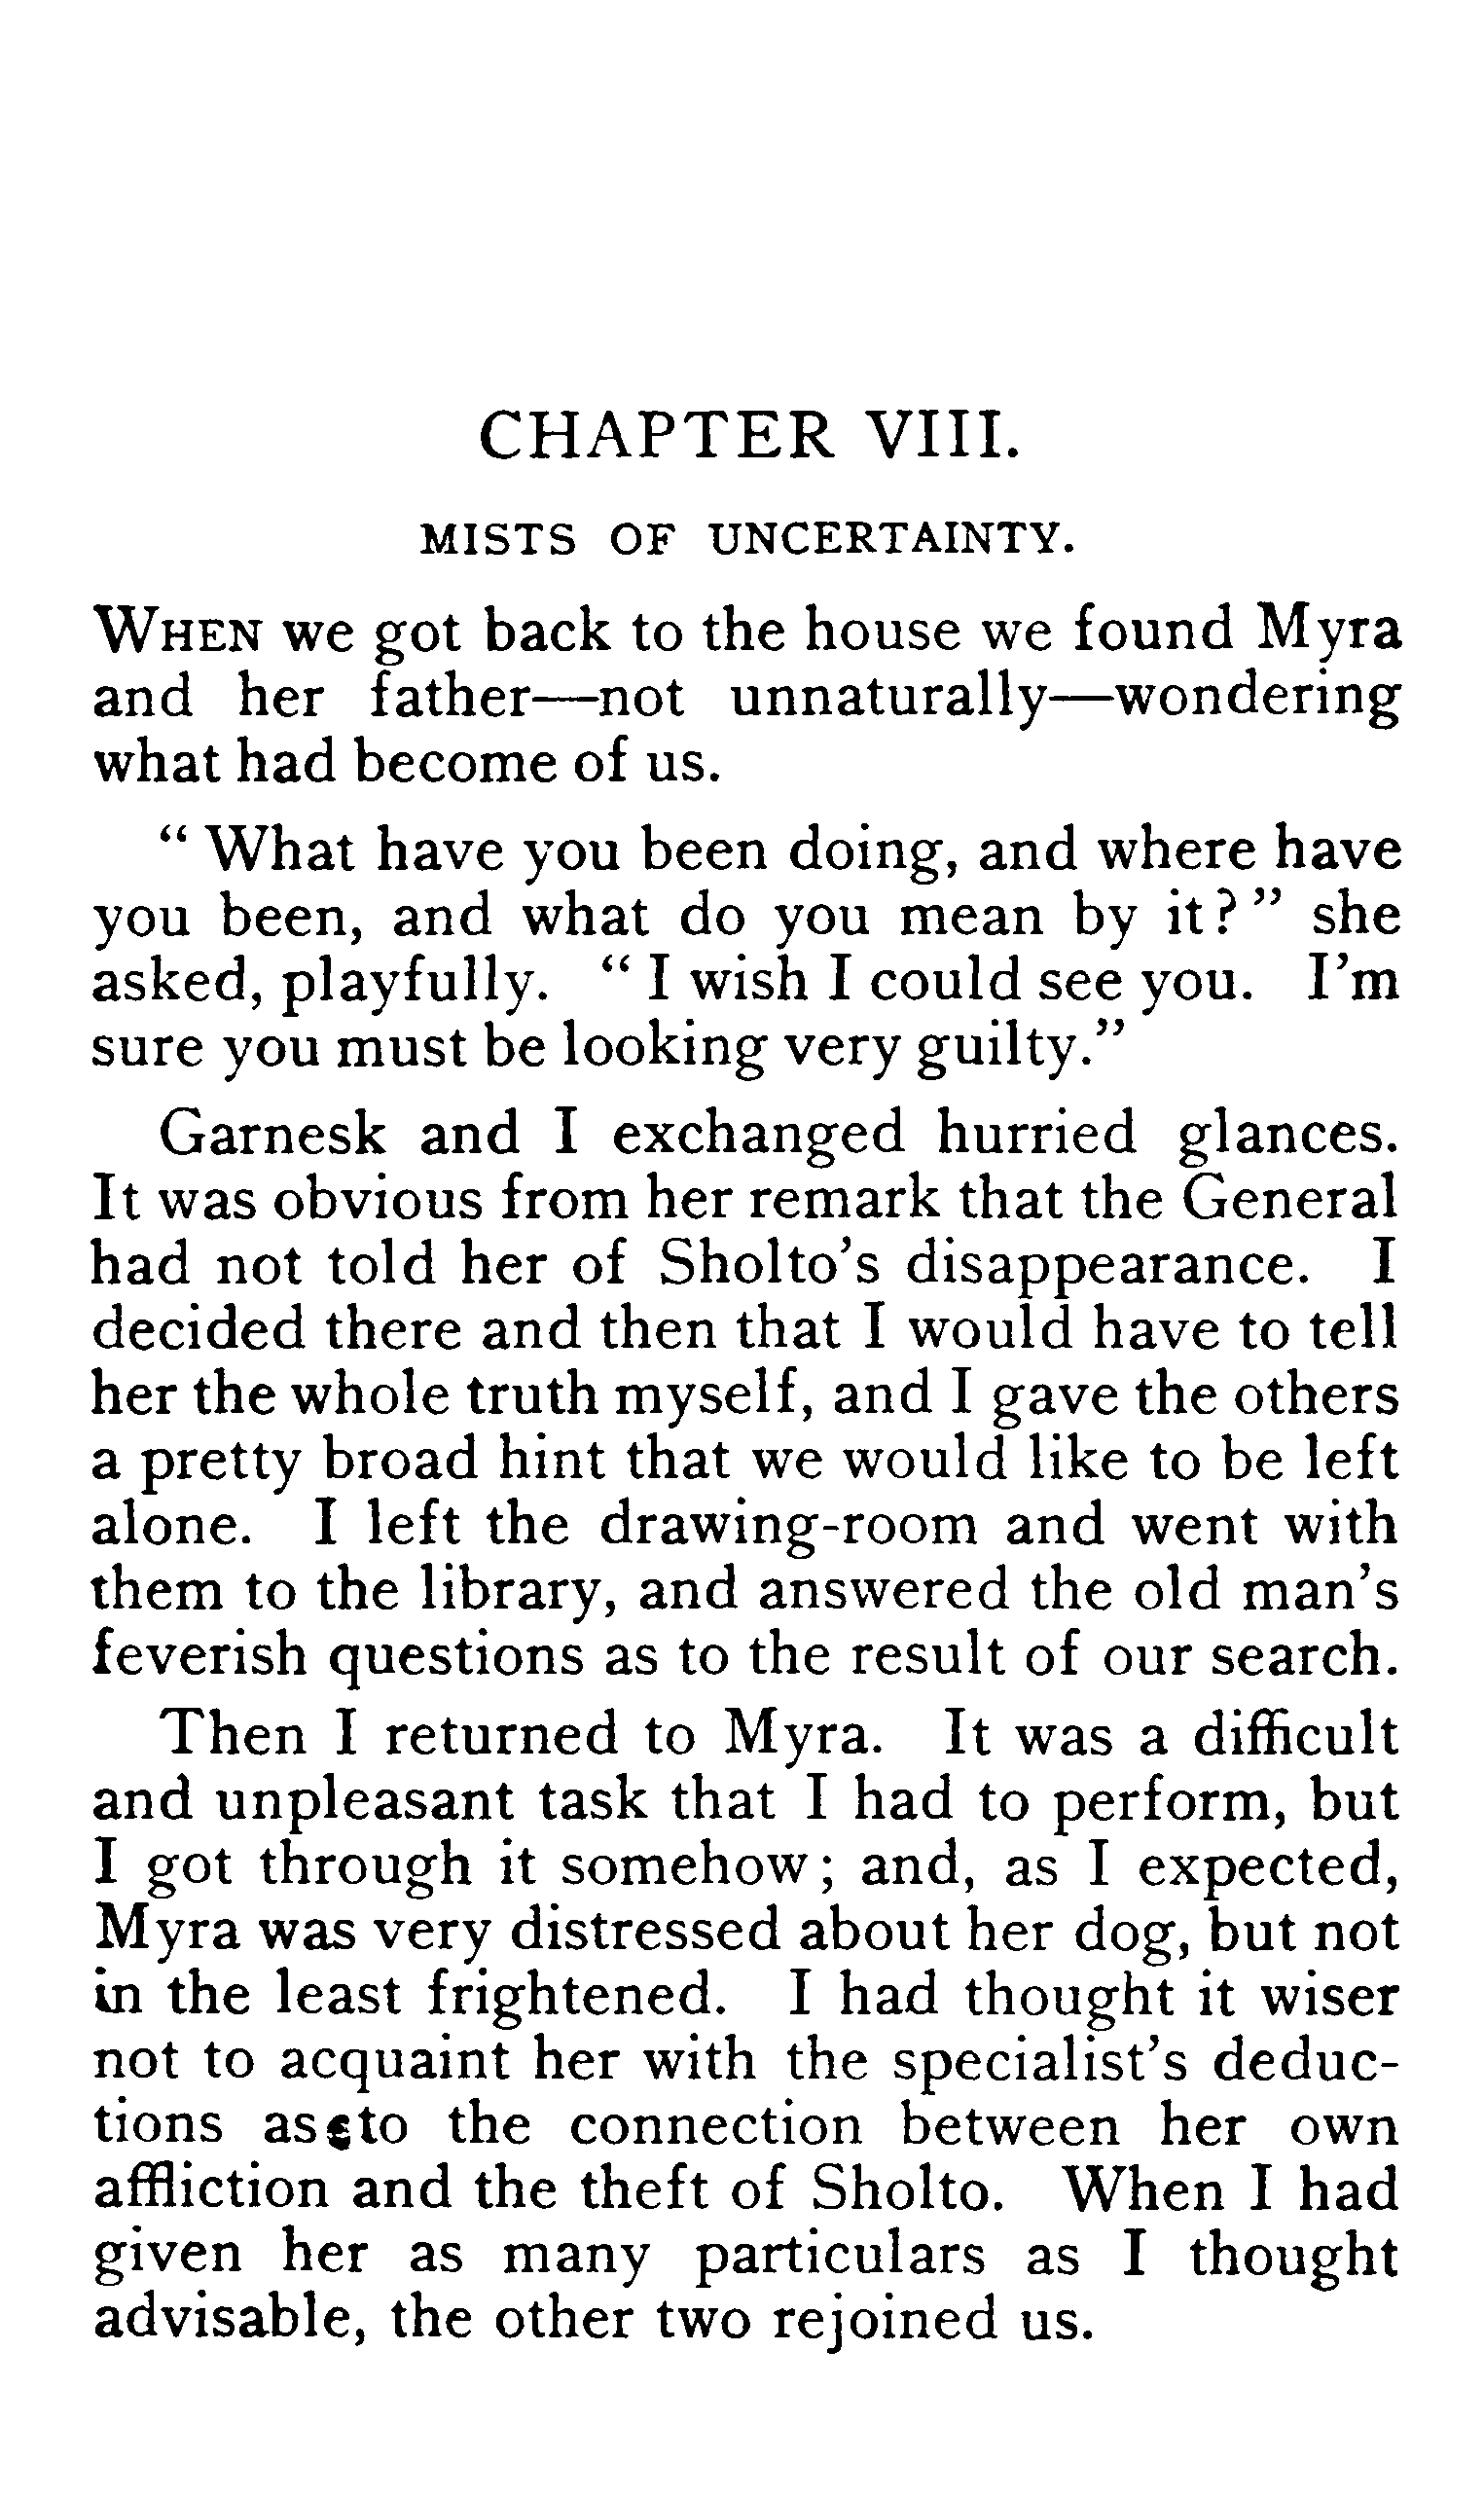 CHAPTER VIII.
MISTS OF UNCERTAINTY.
WHEN we got back to the house we found Myra
and her father—not unnaturally—wondering
what had become of us.
“ What have you been doing, and where have
you been, and what do you mean by it ? ” she
asked, playfully. “ I wish I could see you. I’m
sure you must be looking very guilty.”
Garnesk and I exchanged hurried glances.
It was obvious from her remark that the General
had not told her of Sholto’s disappearance. I
decided there and then that I would have to tell
her the whole truth myself, and I gave the others
a pretty broad hint that we would like to be left
alone. I left the drawing-room and went with
them to the library, and answered the old man’s
feverish questions as to the result of our search.
Then I returned to Myra. It was a difficult
and unpleasant task that I had to perform, but
I got through it somehow ; and, as I expected,
Myra was very distressed about her dog, but not
in the least frightened. I had thought it wiser
not to acquaint her with the specialist’s deduc-
tions as to the connection between her own
affliction and the theft of Sholto. When I had
given her as many particulars as I thought
advisable, the other two rejoined us.